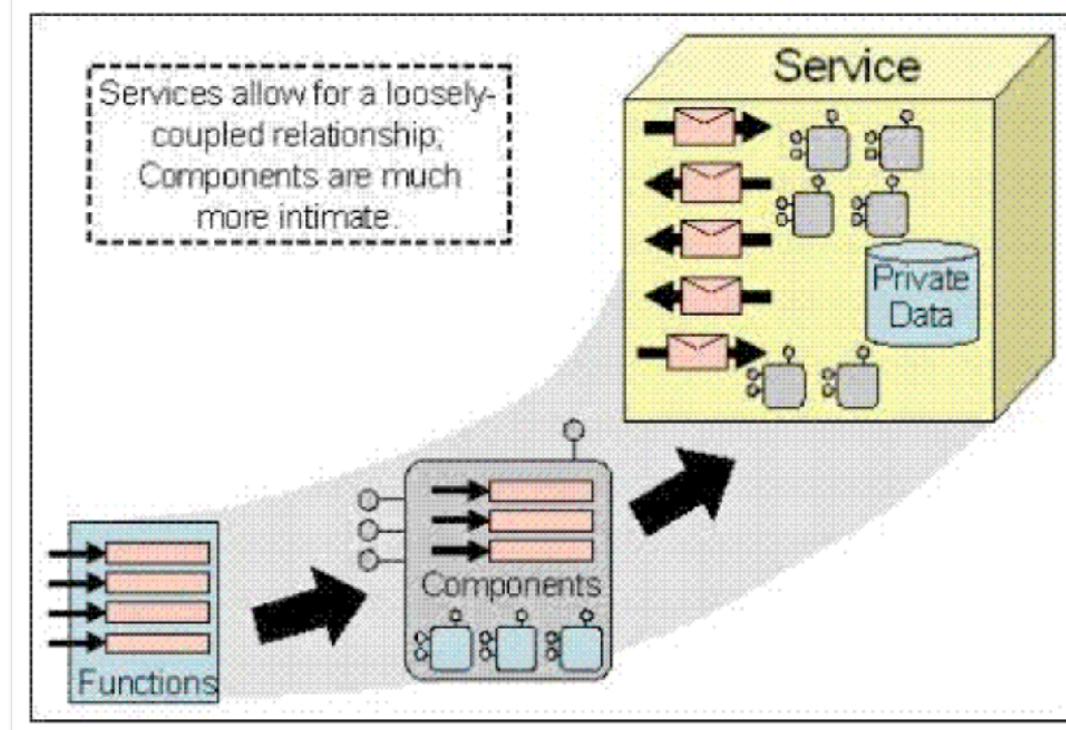 Services allow for a loosely-
coupled relationship;
Components are much
more intimate.
Service
Private
Data
Components
Functions